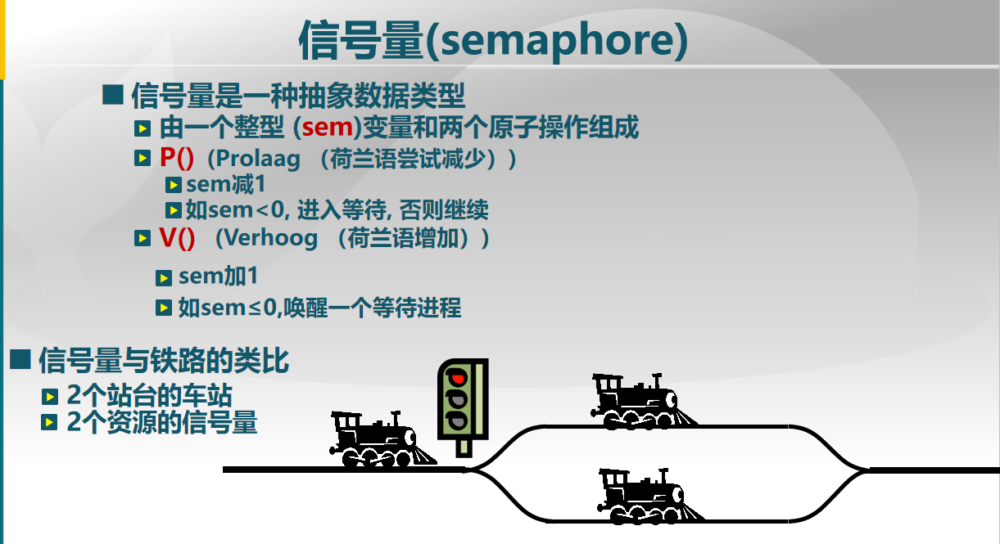 信号量(semaphore)
信号量是一种抽象数据类型
由一个整型 (sem)变量和两个原子操作组成
P() (Prolaag （荷兰语尝试减少）)
sem减1
如sem<0, 进入等待, 否则继续
V() (Verhoog （荷兰语增加）)
sem加1
如sem≤0,唤醒一个等待进程
信号量与铁路的类比
2个站台的车站
2个资源的信号量